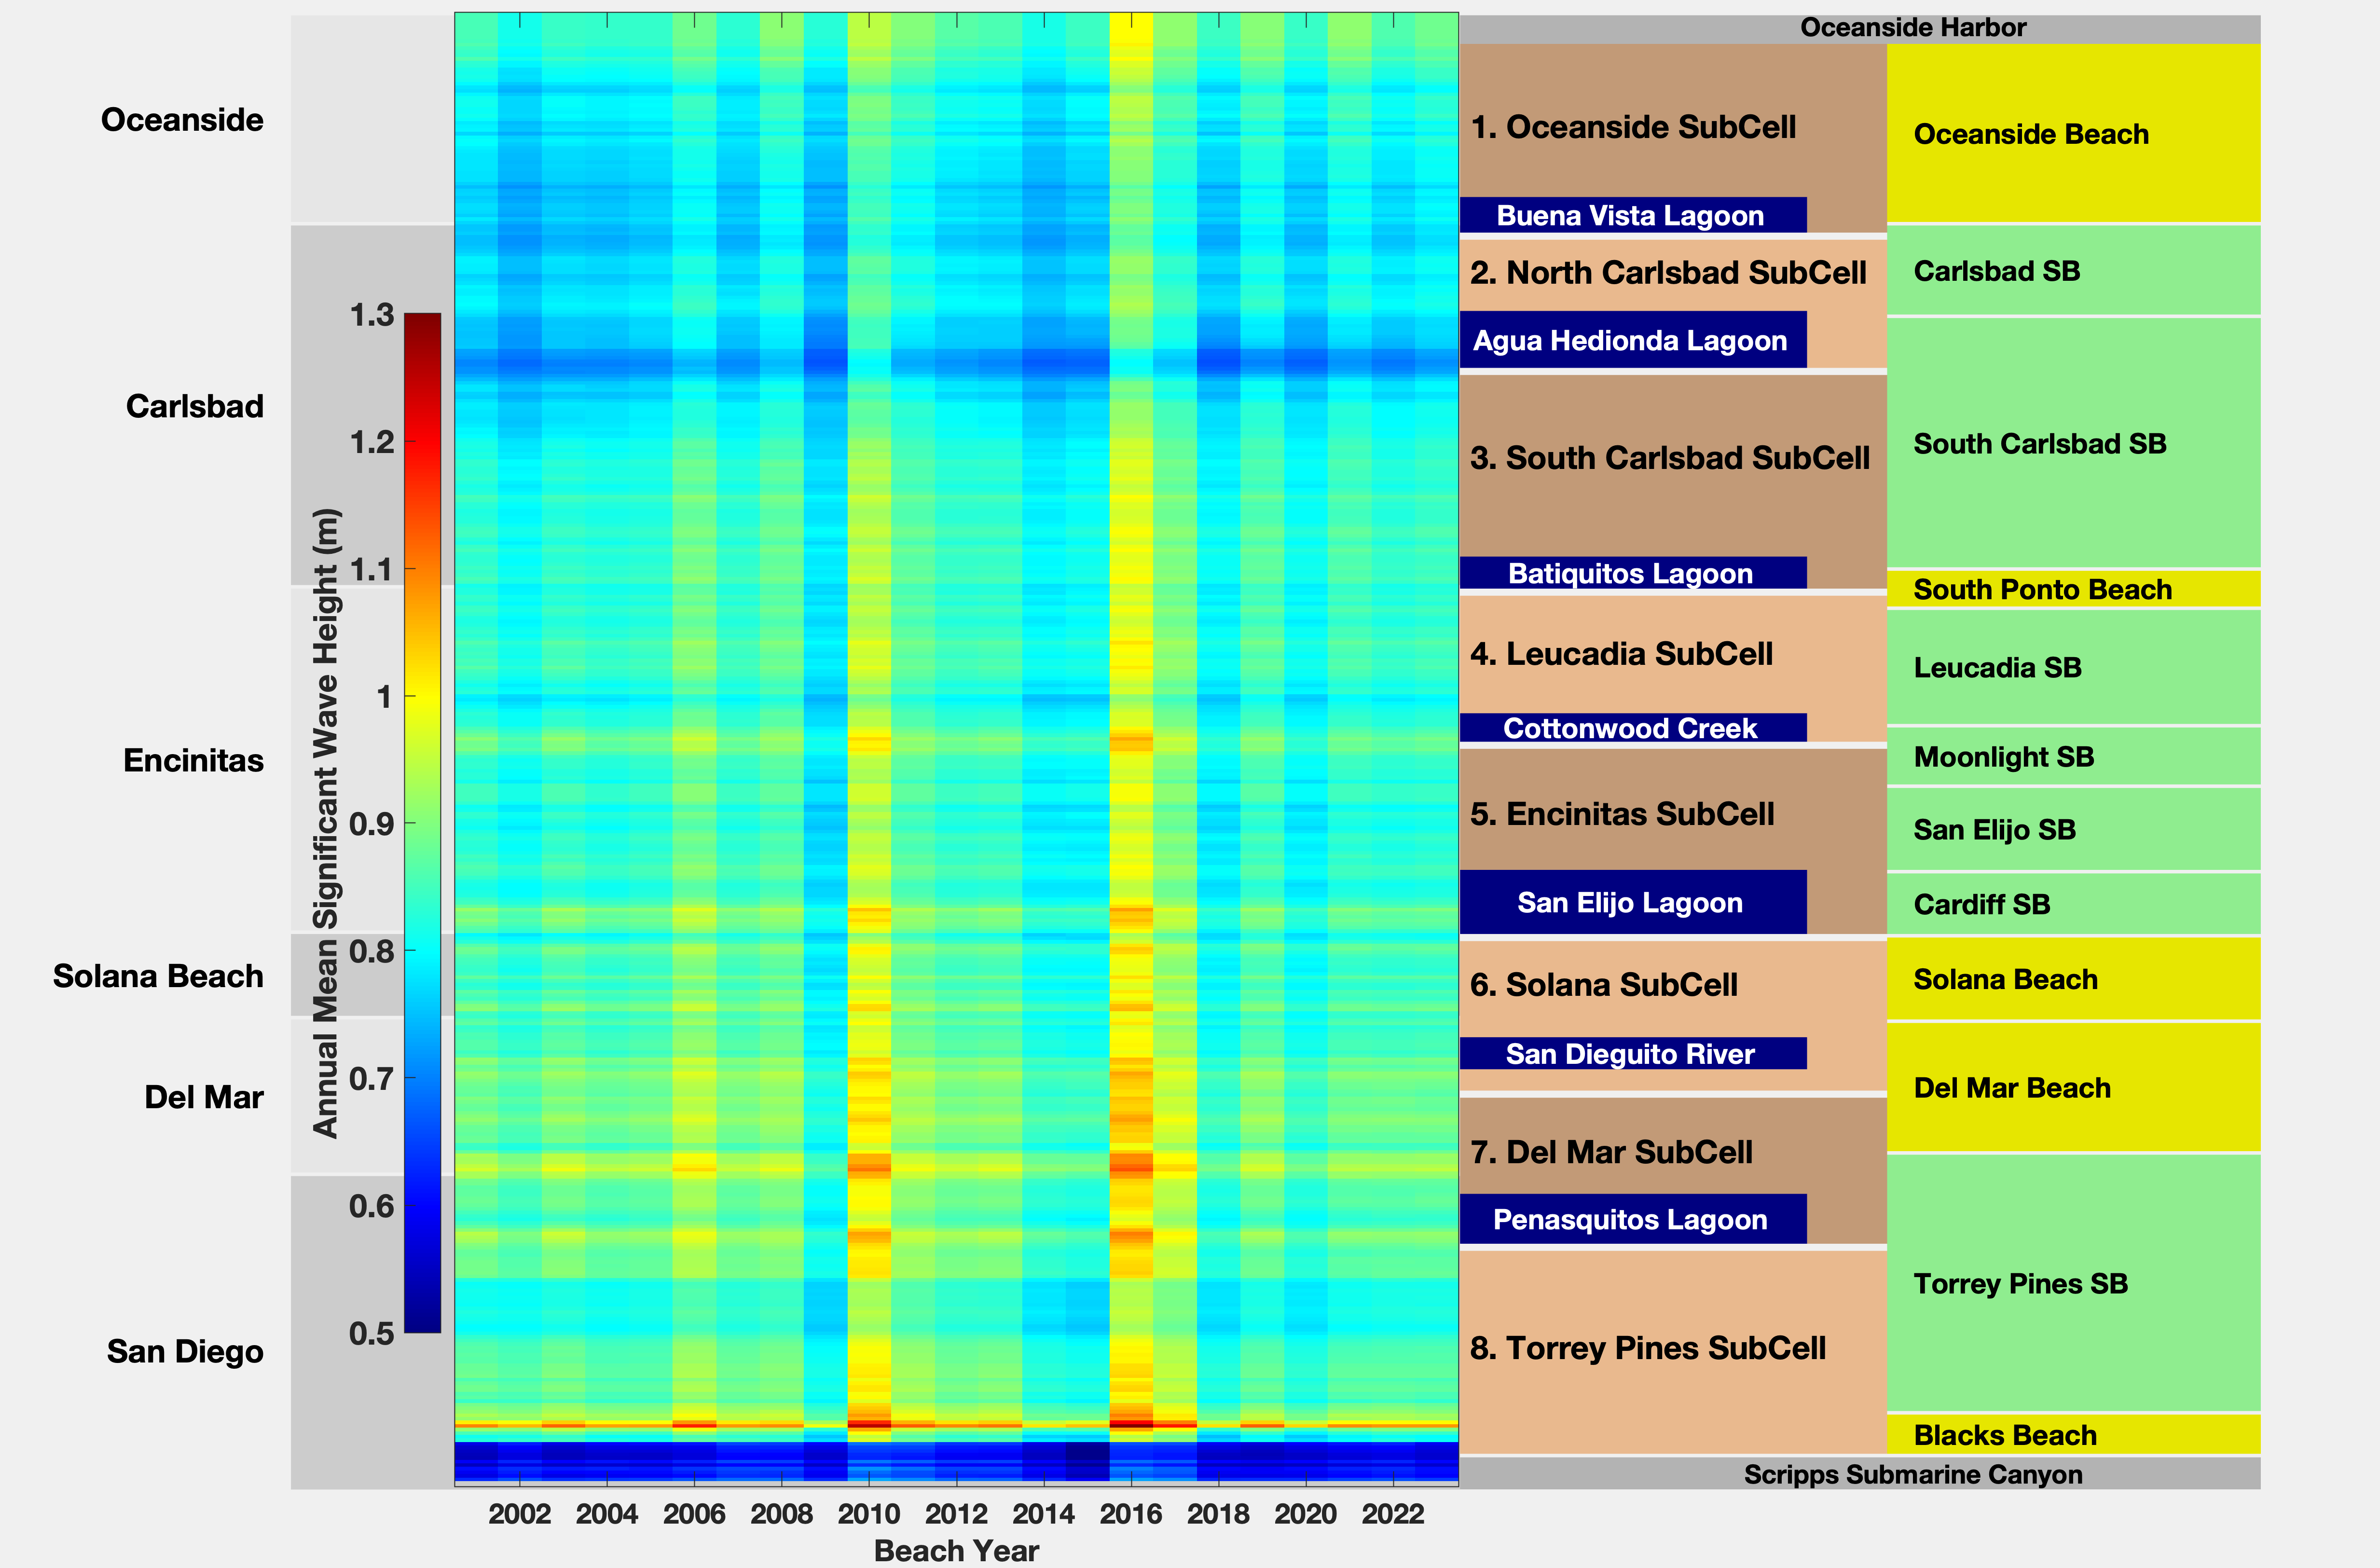 Oceanside Harbor
Oceanside
1. Oceanside SubCell
Oceanside Beach
Buena Vista Lagoon
2. North Carlsbad SubCell
Carlsbad SB
Agua Hedionda Lagoon
Carlsbad
3. South Carlsbad SubCell
South Carlsbad SB
Batiquitos Lagoon
South Ponto Beach
4. Leucadia SubCell
Leucadia SB
Cottonwood Creek
Moonlight SB
Encinitas
5. Encinitas SubCell
San Elijo SB
San Elijo Lagoon
Cardiff SB
Solana Beach
6. Solana SubCell
Solana Beach
San Dieguito River
Del Mar
Del Mar Beach
7. Del Mar SubCell
Penasquitos Lagoon
Torrey Pines SB
San Diego
8. Torrey Pines SubCell
Blacks Beach
Scripps Submarine Canyon
Annual Mean Significant Wave Height (m)
1.3
1.2
1.1
1
0.9
0.8
0.7
0.6
0.5
2002 2004 2006 2008 2010 2012 2014 2016 2018 2020 2022
Beach Year